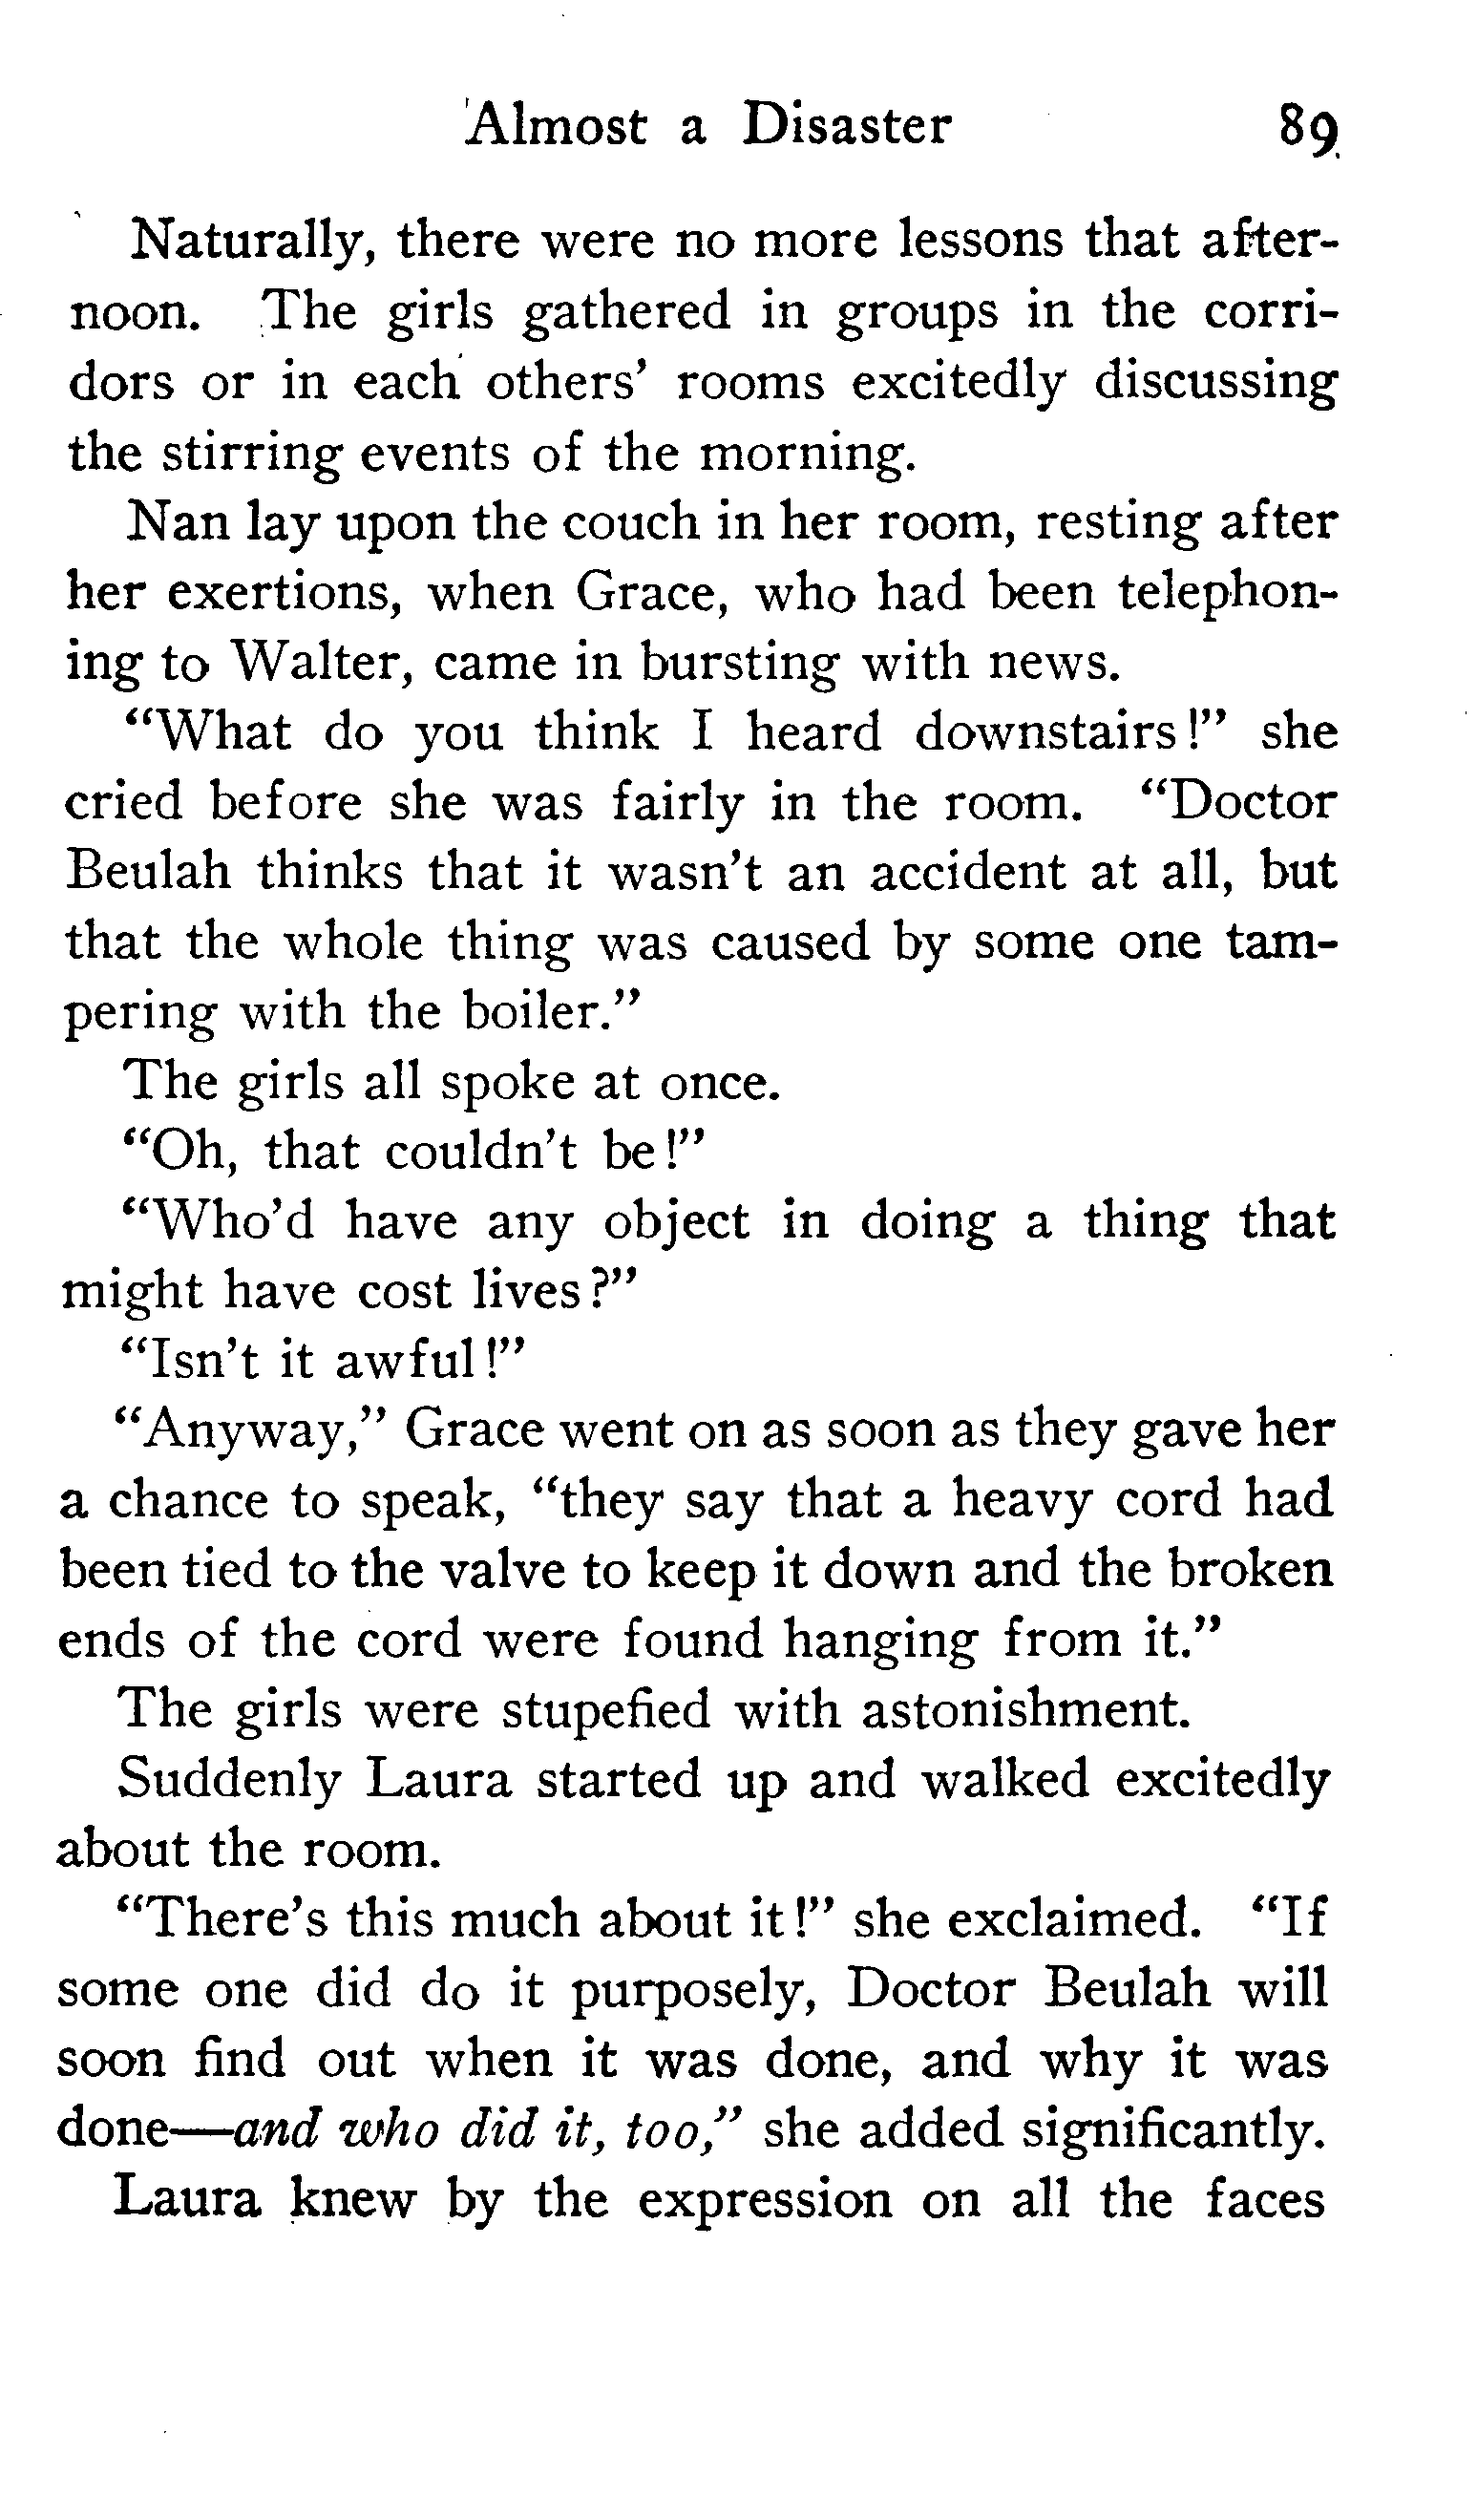 Almost a Disaster 89
Naturally, there were no more lessons that after-
noon. The girls gathered in groups in the corri-
dors or in each others' rooms excitedly discussing
the stirring events of the morning.
Nan lay upon the couch in her room, resting after
her exertions, when Grace, who had been telephon-
ing to Walter, came in bursting with news.
"What do you think I heard downstairs!" she
cried before she was fairly in the room. "Doctor
Beulah thinks that it wasn't an accident at all, but
that the whole thing was caused by some one tam-
pering with the boiler."
The girls all spoke at once.
"Oh, that couldn't be!"
"Who'd have any object in doing a thing that
might have cost lives?"
"Isn't it awful!"
"Anyway," Grace went on as soon as they gave her
a chance to speak, "they say that a heavy cord had
been tied to the valve to keep it down and the broken
ends of the cord were found hanging from it."
The girls were stupefied with astonishment.
Suddenly Laura started up and walked excitedly
about the room.
"There's this much about it!" she exclaimed. "If
some one did do it purposely, Doctor Beulah will
soon find out when it was done, and why it was
done—and who did it, too," she added significantly.
Laura knew by the expression on all the faces